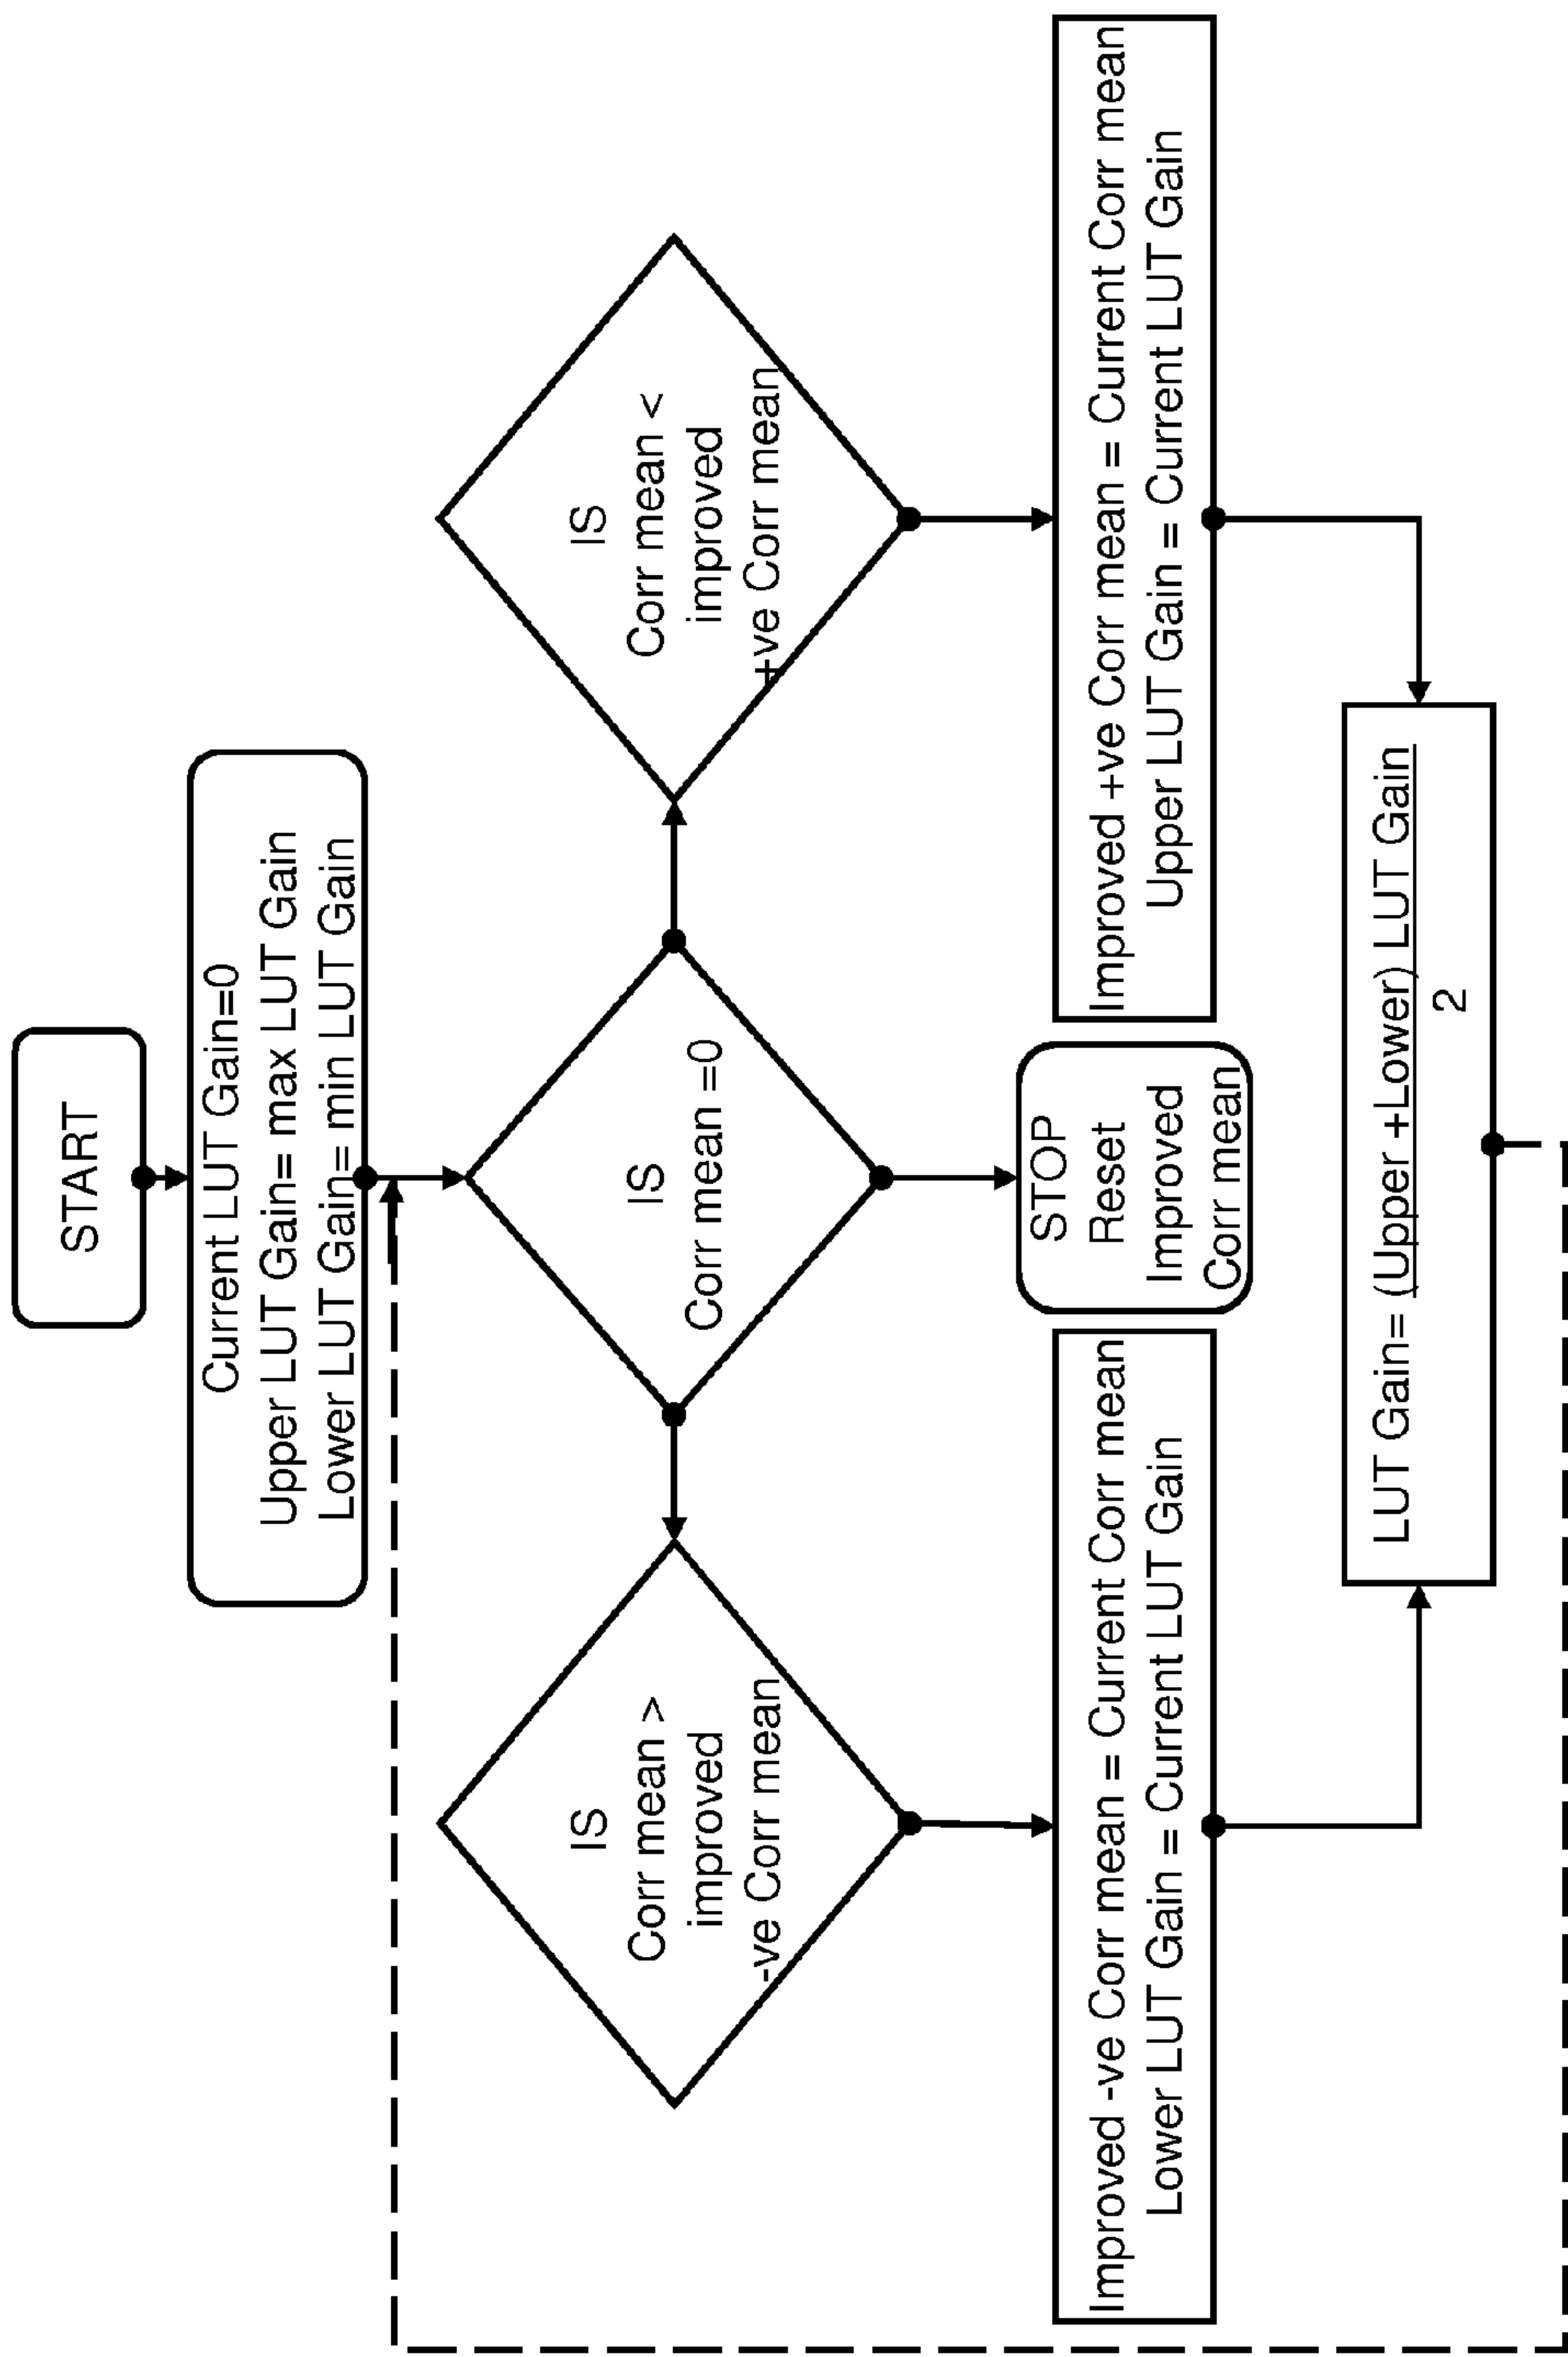 START
Current LUT Gain=0
Upper LUT Gain= max LUT Gain
Lower LUT Gain= min LUT Gain
IS
Corr mean >
improved
-ve Corr mean
IS
Corr mean =0
IS
Corr mean <
improved
+ve Corr mean
Improved -ve Corr mean = Current Corr mean
Lower LUT Gain = Current LUT Gain
STOP
Reset
Improved
Corr mean
Improved +ve Corr mean = Current Corr mean
Upper LUT Gain = Current LUT Gain
LUT Gain= (Upper +Lower) LUT Gain
2